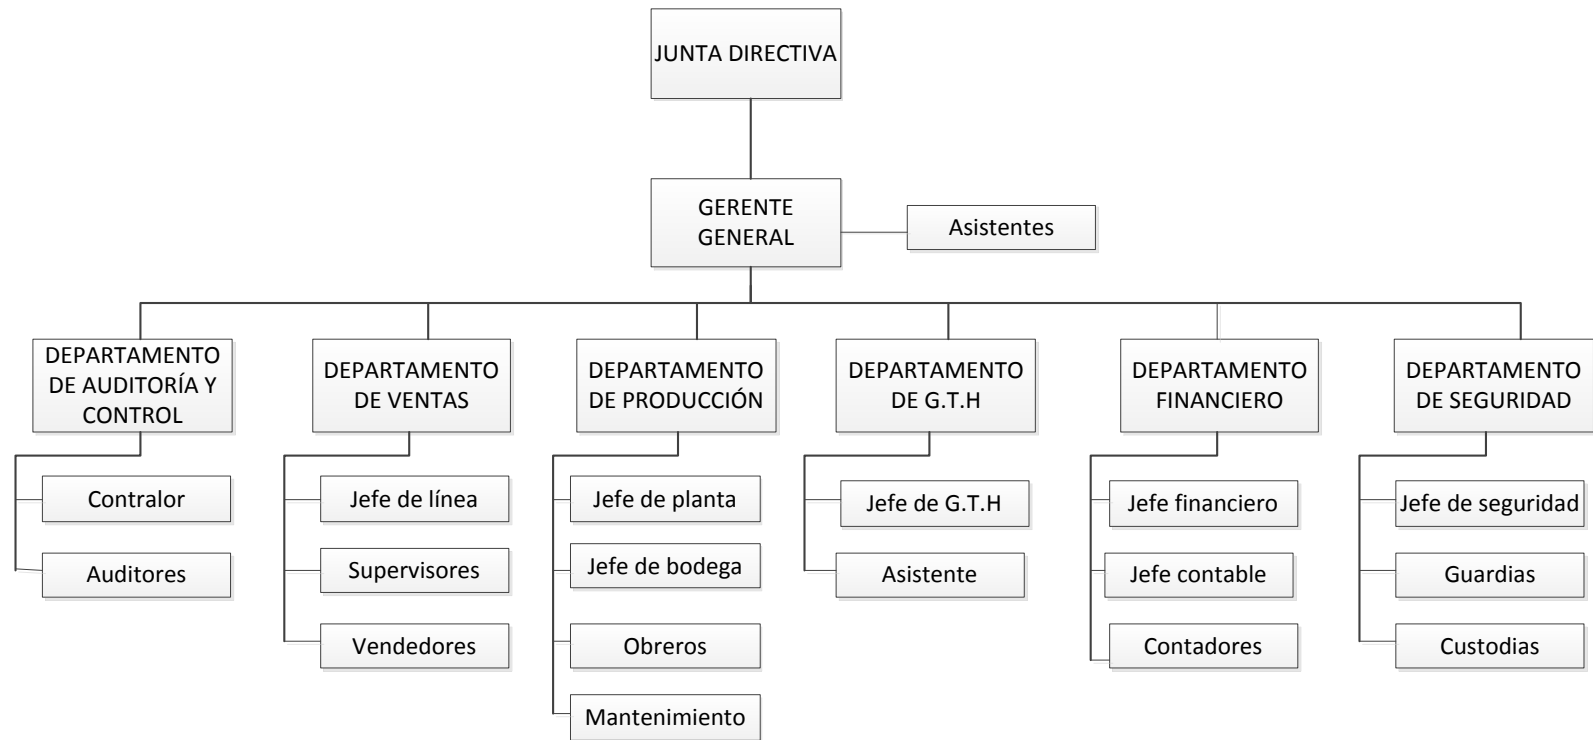 JUNTA DIRECTIVA
GERENTE
GENERAL
Asistentes
DEPARTAMENTO
DE AUDITORÍA Y
CONTROL
DEPARTAMENTO
DE VENTAS
DEPARTAMENTO
DE PRODUCCIÓN
DEPARTAMENTO
DE G.T.H
DEPARTAMENTO
FINANCIERO
DEPARTAMENTO
DE SEGURIDAD
Contralor
Jefe de línea
Jefe de planta
Jefe de G.T.H
Jefe financiero
Jefe de seguridad
Auditores
Supervisores
Jefe de bodega
Asistente
Jefe contable
Guardias
Vendedores
Obreros
Contadores
Custodias
Mantenimiento